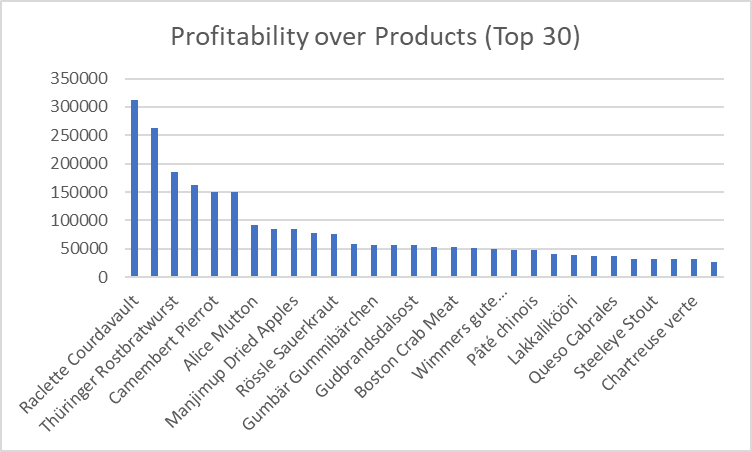 Profitability over Products (Top 30)
350000
300000
250000
200000
150000
100000
50000
0
Raclette Courdavault
Thüringer Rostbratwurst
Camembert Pierrot
Alice Mutton
Manjimup Dried Apples
Rössle Sauerkraut
Gumbär Gummibärchen
Gudbrandsdalsost
Boston Crab Meat
Wimmers gute...
Pâté chinois
Lakkalikööri
Queso Cabrales
Steeleye Stout
Chartreuse verte